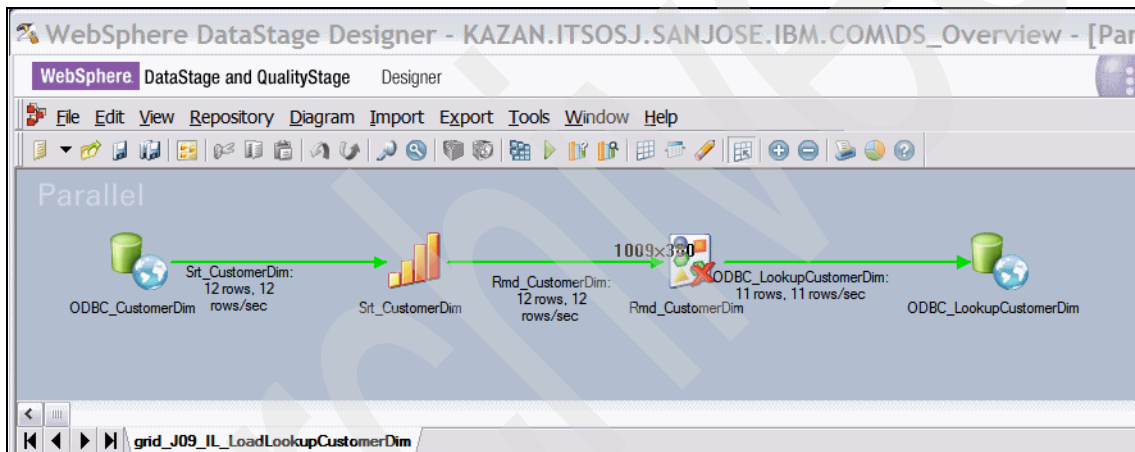 WebSphere DataStage Designer - KAZAN.ITSOSJ.SANJOSE.IBM.COM\DS_Overview - [Par
WebSphere. DataStage and QualityStage Designer
File Edit View Repository Diagram Import Export Tools Window Help
Parallel
1009×330
Srt_CustomerDim:
12 rows, 12
rows/sec
Rmd_CustomerDim:
12 rows, 12
rows/sec
ODBC_LookupCustomerDim:
11 rows, 11 rows/sec
ODBC_CustomerDim
Srt_CustomerDim
Rmd_CustomerDim
ODBC_LookupCustomerDim
grid_J09_IL_LoadLookupCustomerDim